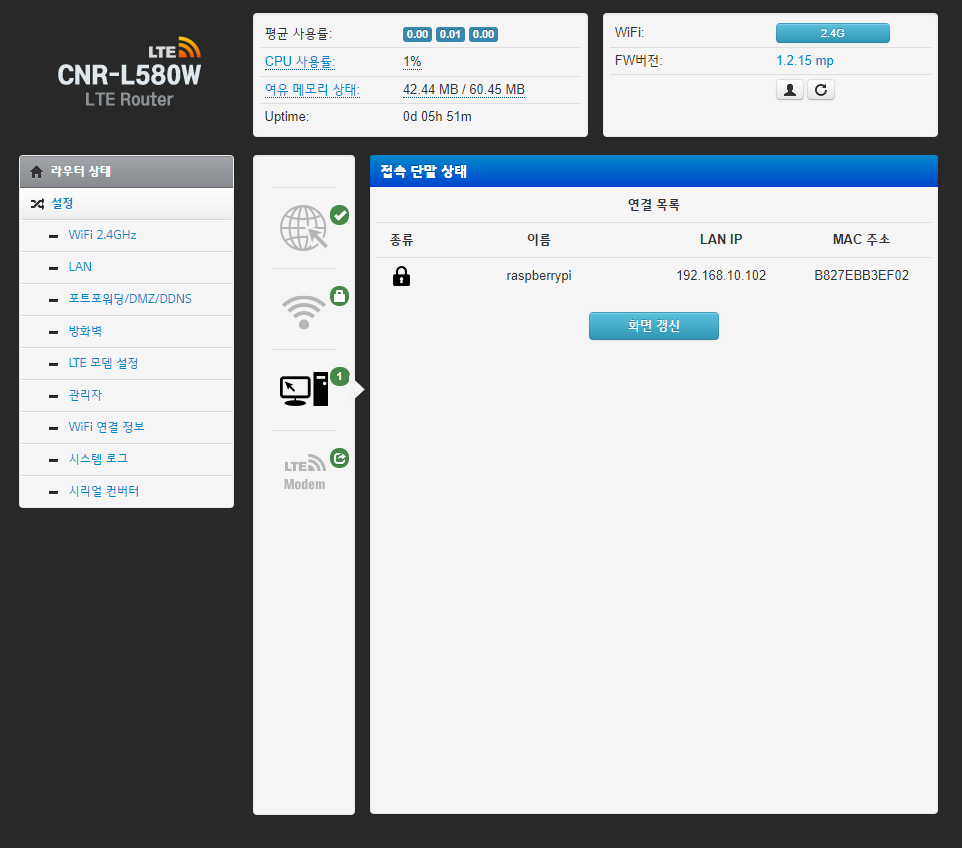 LTE
CNR-L580W
LTE Router
평균 사용률: 0.00 0.01 0.00
CPU 사용률: 1%
여유 메모리 상태: 42.44 MB / 60.45 MB
Uptime: 0d 05h 51m
WiFi: 2.4G
FW버전: 1.2.15 mp
라우터 상태
설정
WiFi 2.4GHz
LAN
포트포워딩/DMZ/DDNS
방화벽
LTE 모뎀 설정
관리자
WiFi 연결 정보
시스템 로그
시리얼 컨버터
1
LTE
Modem
접속 단말 상태
연결 목록
종류 이름 LAN IP MAC 주소
raspberrypi 192.168.10.102 B827EBB3EF02
화면 갱신